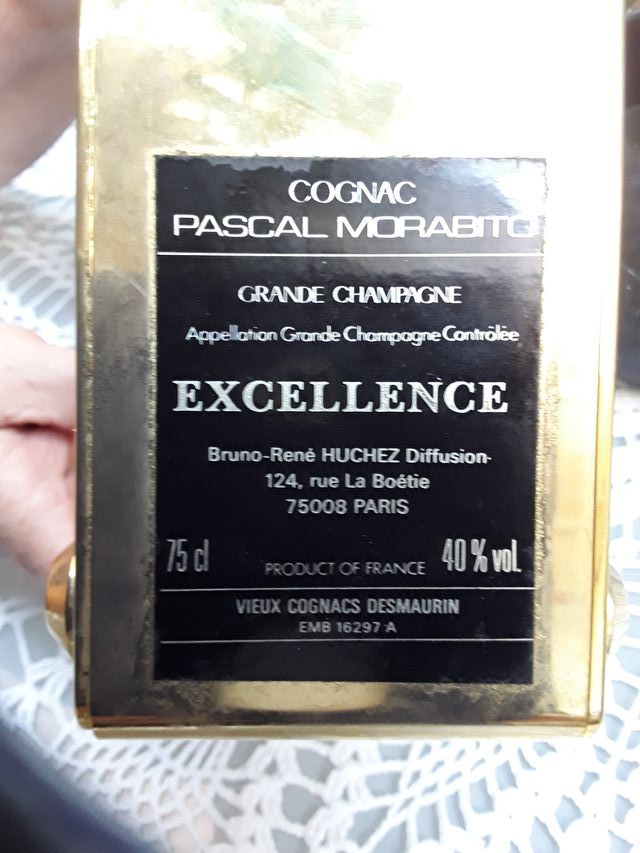 COGNAC
PASCAL MORABITO
GRANDE CHAMPAGNE
Appellation Grande Champagne Contrôlée
EXCELLENCE
Bruno-René HUCHEZ Diffusion
124, rue La Boétie
75008 PARIS
75 cl PRODUCT OF FRANCE 40 % vol.
VIEUX COGNACS DESMAURIN
EMB 16297 A